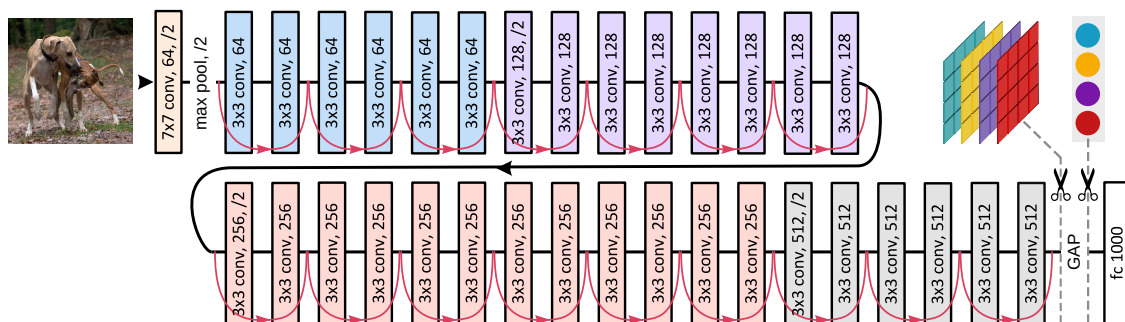 7x7 conv, 64, /2
max pool, /2
3x3 conv, 64
3x3 conv, 64
3x3 conv, 64
3x3 conv, 64
3x3 conv, 64
3x3 conv, 64
3x3 conv, 128, /2
3x3 conv, 128
3x3 conv, 128
3x3 conv, 128
3x3 conv, 128
3x3 conv, 128
3x3 conv, 128
3x3 conv, 128
3x3 conv, 256, /2
3x3 conv, 256
3x3 conv, 256
3x3 conv, 256
3x3 conv, 256
3x3 conv, 256
3x3 conv, 256
3x3 conv, 256
3x3 conv, 256
3x3 conv, 256
3x3 conv, 256
3x3 conv, 256
3x3 conv, 512, /2
3x3 conv, 512
3x3 conv, 512
3x3 conv, 512
3x3 conv, 512
3x3 conv, 512
GAP
fc 1000